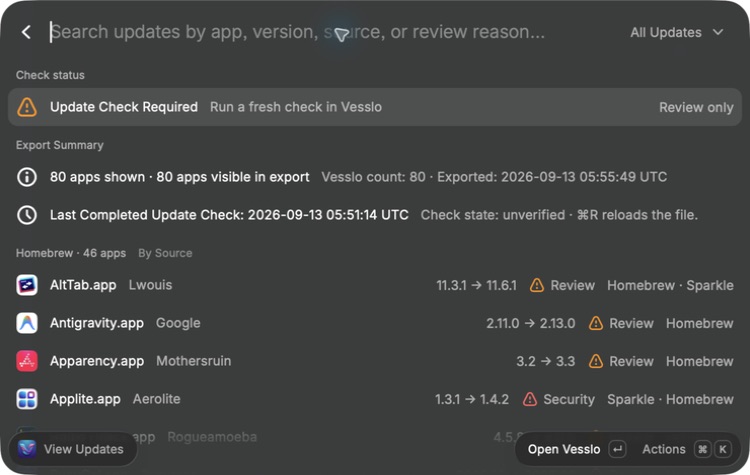 Search updates by app, version, source, or review reason... All Updates
Check status
Update Check Required Run a fresh check in Vesslo Review only
Export Summary
80 apps shown · 80 apps visible in export Vesslo count: 80 · Exported: 2026-09-13 05:55:49 UTC
Last Completed Update Check: 2026-09-13 05:51:14 UTC Check state: unverified · ⌘R reloads the file.
Homebrew · 46 apps By Source
AltTab.app Lwouis 11.3.1 → 11.6.1 Review Homebrew · Sparkle
Antigravity.app Google 2.11.0 → 2.13.0 Review Homebrew
Apparency.app Mothersruin 3.2 → 3.3 Review Homebrew
Applite.app Aerolite 1.3.1 → 1.4.2 Security Sparkle · Homebrew
Rogueamoeba
View Updates Open Vesslo ↵ Actions ⌘ K